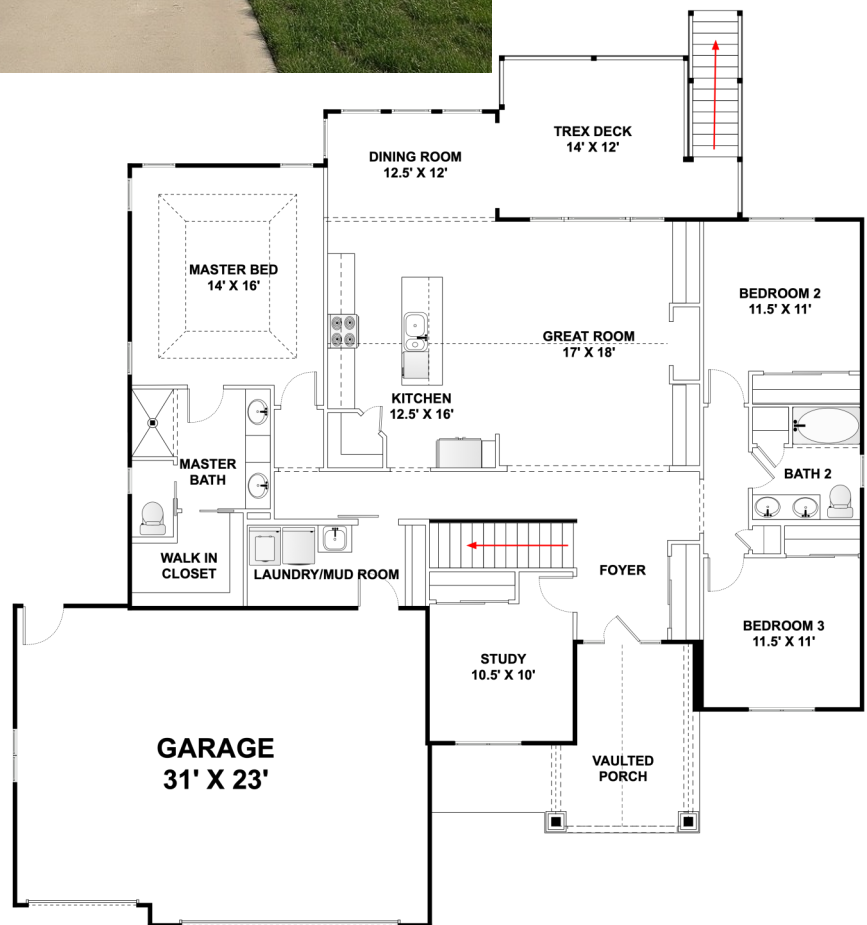 TREX DECK
14' X 12'
DINING ROOM
12.5' X 12'
MASTER BED
14' X 16'
BEDROOM 2
11.5' X 11'
GREAT ROOM
17' X 18'
KITCHEN
12.5' X 16'
MASTER
BATH
BATH 2
WALK IN
CLOSET
LAUNDRY/MUD ROOM
FOYER
BEDROOM 3
11.5' X 11'
STUDY
10.5' X 10'
GARAGE
31' X 23'
VAULTED
PORCH